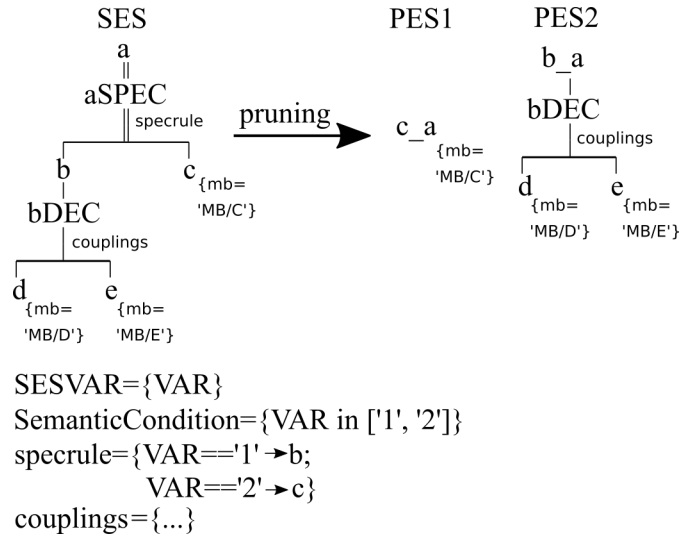 SES
PES1
PES2
a
aSPEC
specrule
b
c
{mb=
'MB/C'}
bDEC
couplings
d
{mb=
'MB/D'}
e
{mb=
'MB/E'}
pruning
c_a
{mb=
'MB/C'}
b_a
bDEC
couplings
d
{mb=
'MB/D'}
e
{mb=
'MB/E'}
SESVAR={VAR}
SemanticCondition={VAR in ['1', '2']}
specrule={VAR=='1'→b;
VAR=='2'→c}
couplings={...}